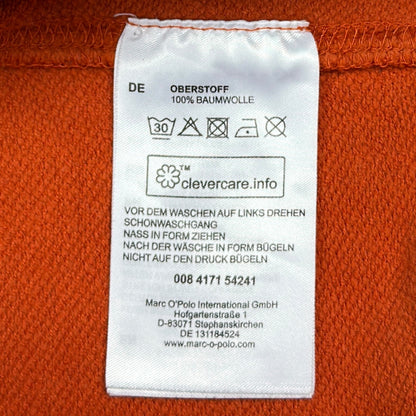 DE OBERSTOFF
100% BAUMWOLLE
30
™
clevercare.info
VOR DEM WASCHEN AUF LINKS DREHEN
SCHONWASCHGANG
NASS IN FORM ZIEHEN
NACH DER WÄSCHE IN FORM BÜGELN
NICHT AUF DEN DRUCK BÜGELN
008 4171 54241
Marc O'Polo International GmbH
Hofgartenstraße 1
D-83071 Stephanskirchen
DE 131184524
www.marc-o-polo.com